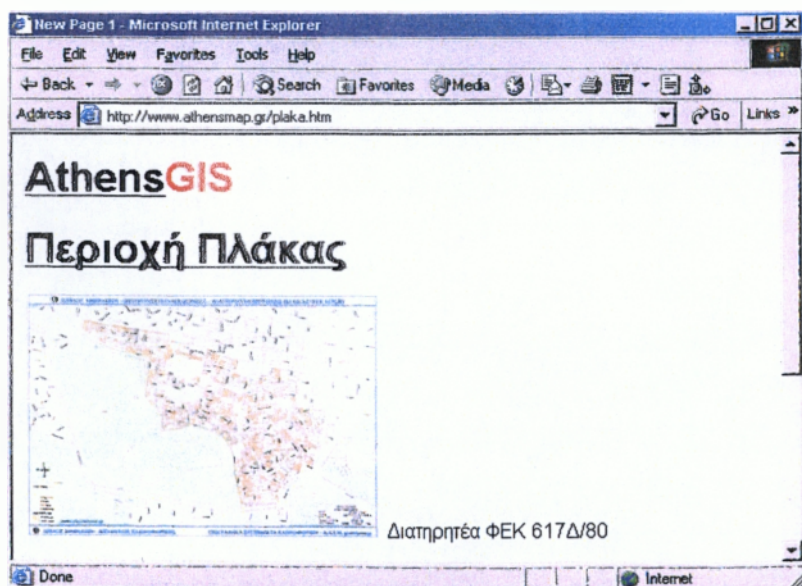 New Page 1 - Microsoft Internet Explorer
File Edit View Favorites Tools Help
Back Search Favorites Media
Address http://www.athensmap.gr/plaka.htm Go Links »
AthensGIS
Περιοχή Πλάκας
Διατηρητέα ΦΕΚ 617Δ/80
Done Internet